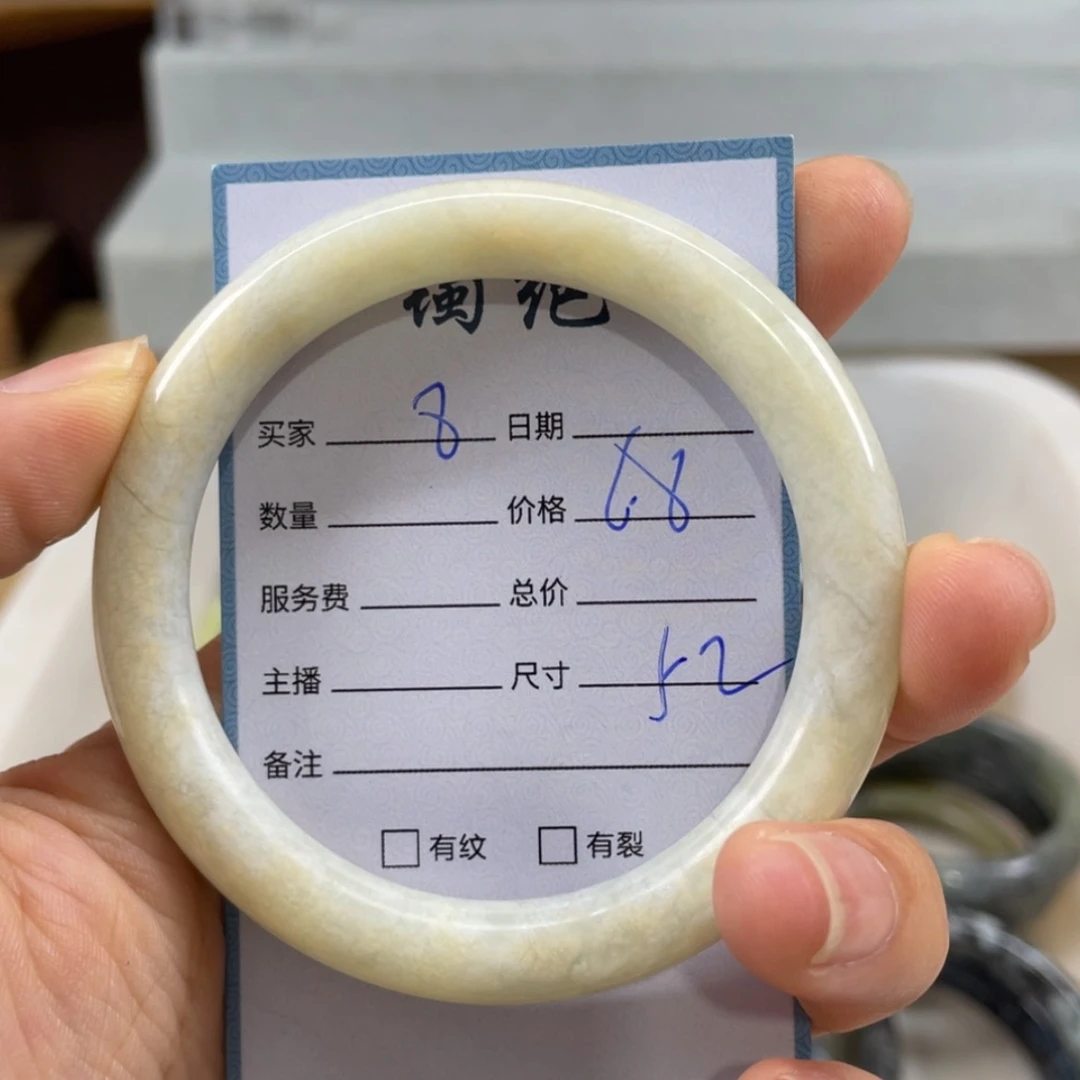 买家 8 日期
数量 价格 68
服务费 总价
主播 尺寸 52
备注
有纹 有裂